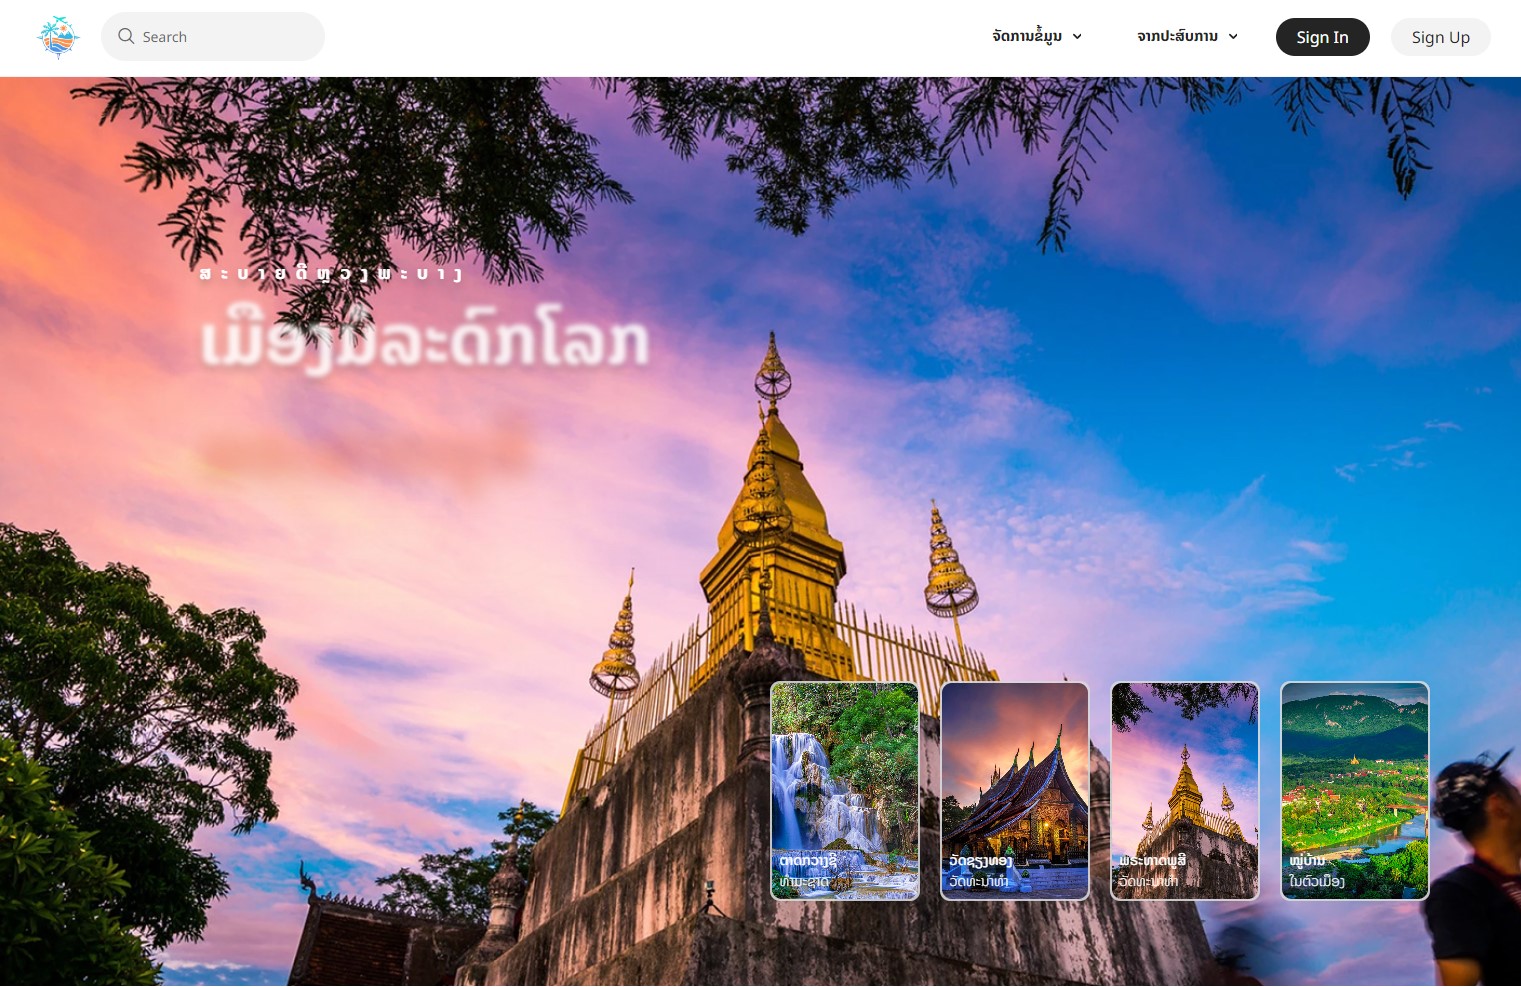 Search
ຈັດການຂໍ້ມູນ
ຈາກປະສົບການ
Sign In
Sign Up
ສະບາຍດີຫຼວງພະບາງ
ເມືອງມໍລະດົກໂລກ
ຕາດກວາງຊີ
ທຳມະຊາດ
ວັດຊຽງທອງ
ວັດທະນາທຳ
ພຣະທາດພູສີ
ວັດທະນາທຳ
ໝູ່ບ້ານ
ໃນຕົວເມືອງ